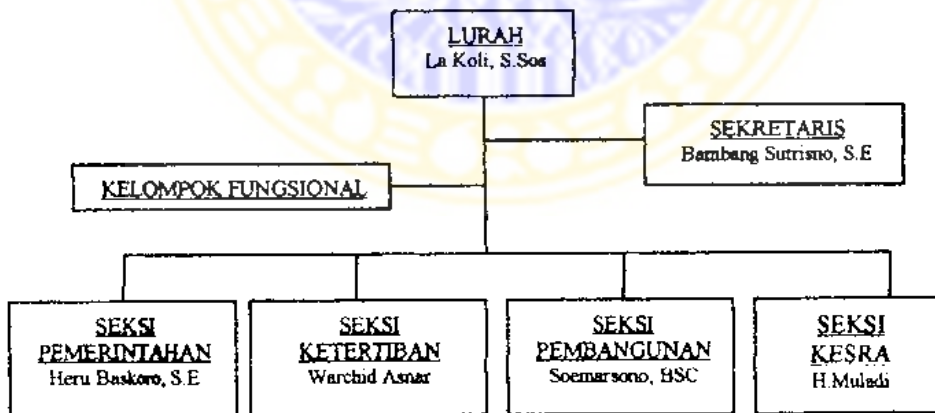 LURAH
La Koli, S.Sos
SEKRETARIS
Bambang Sutrisno, S.E
KELOMPOK FUNGSIONAL
SEKSI
PEMERINTAHAN
Heru Baskoro, S.E
SEKSI
KETERTIBAN
Warchid Asnar
SEKSI
PEMBANGUNAN
Soemarsono, BSC
SEKSI
KESRA
H.Muladi